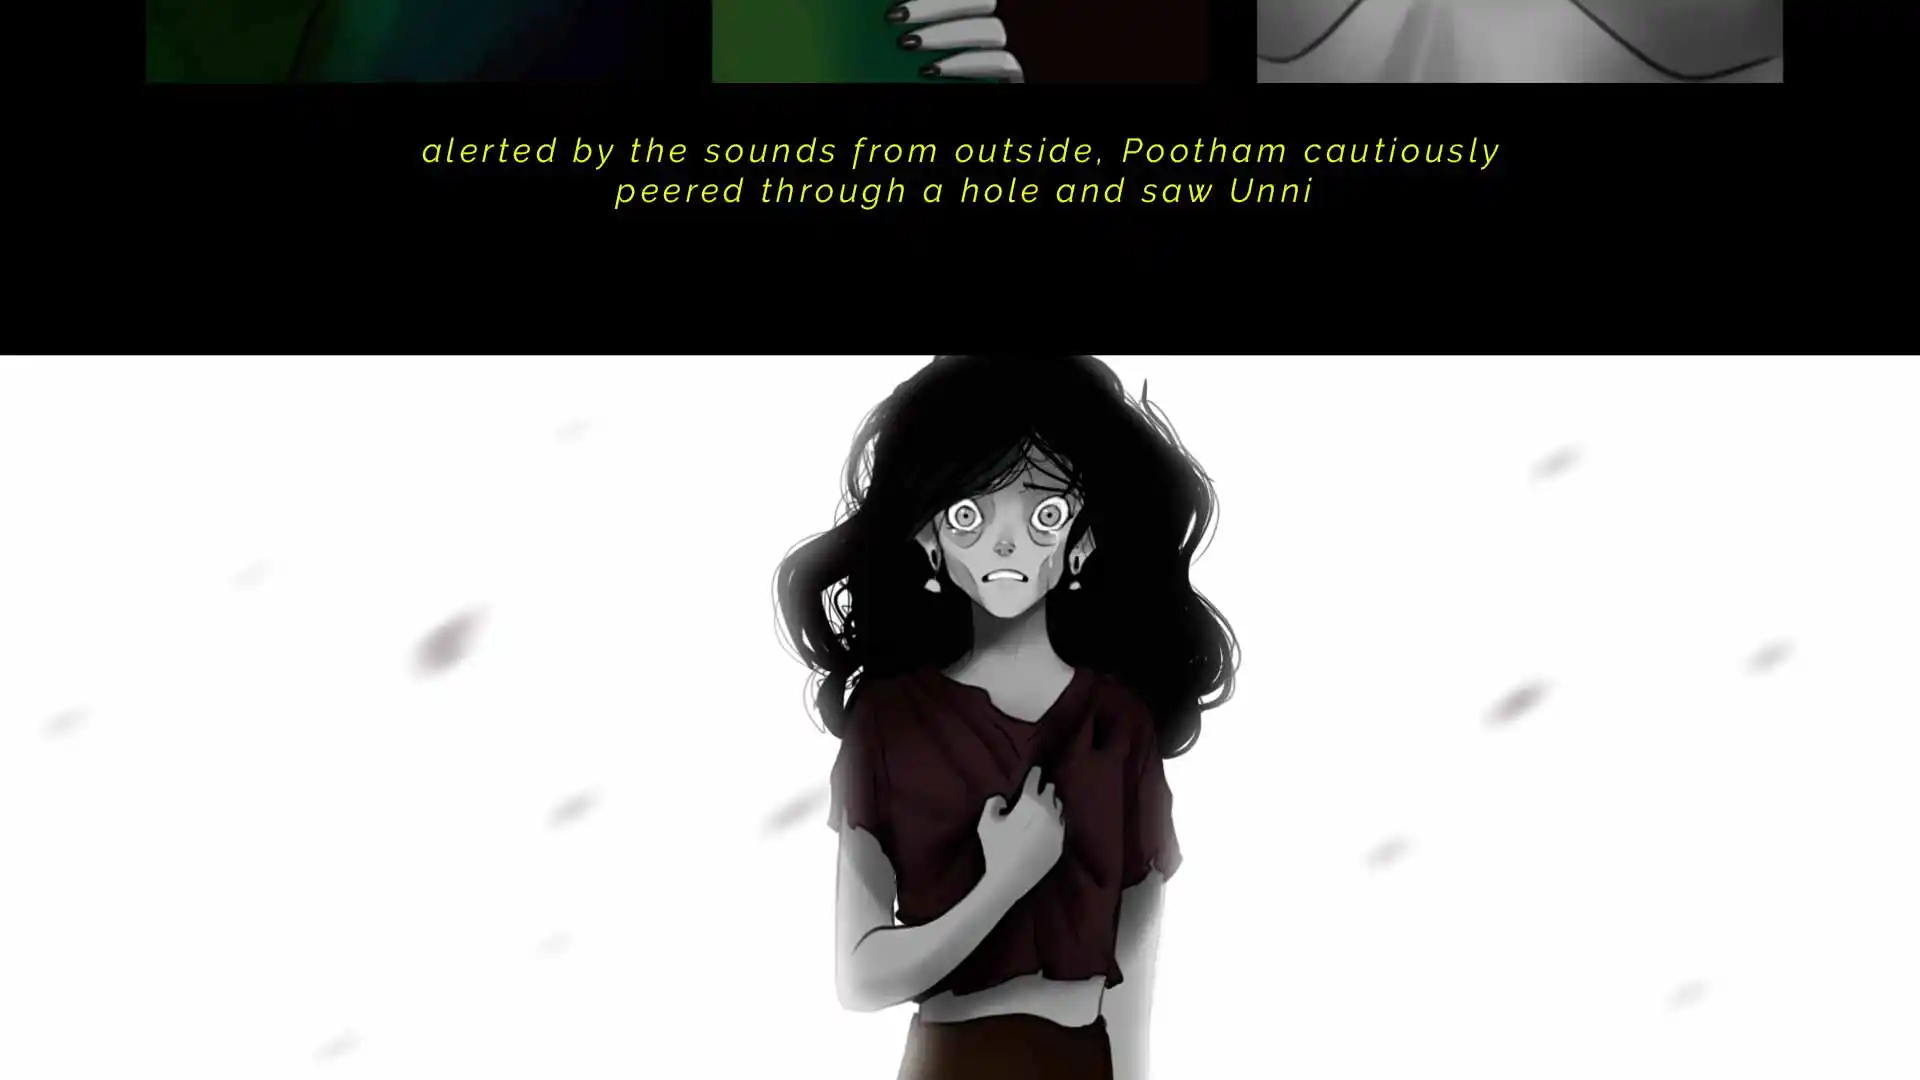 alerted by the sounds from outside, Pootham cautiously
peered through a hole and saw Unni